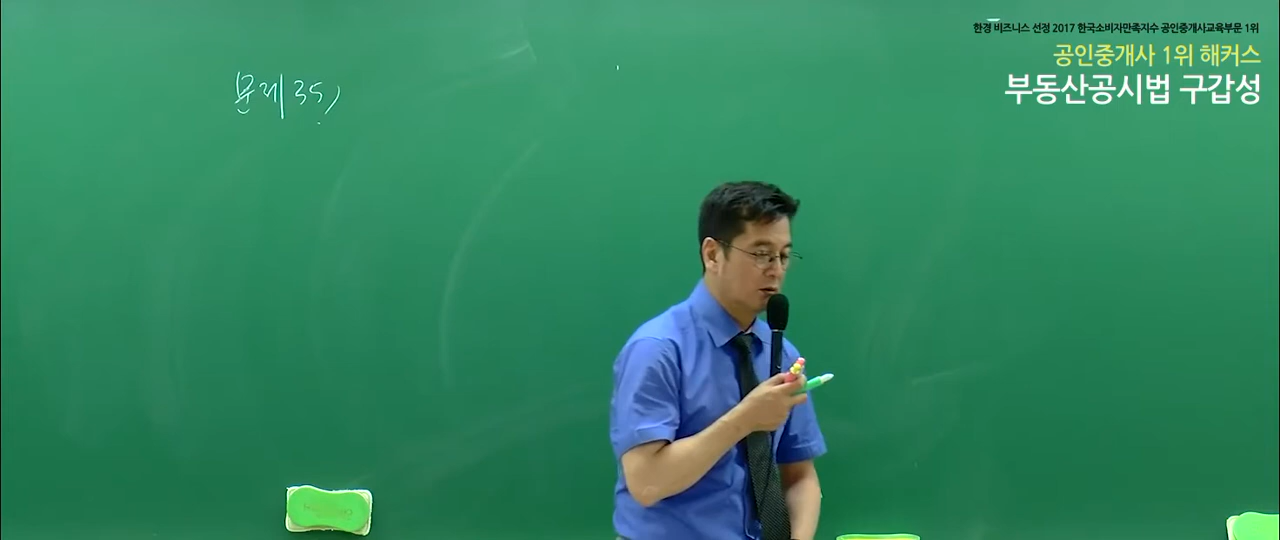 한경 비즈니스 선정 2017 한국소비자만족지수 공인중개사교육부문 1위
공인중개사 1위 해커스
부동산공시법 구갑성
문제 35)